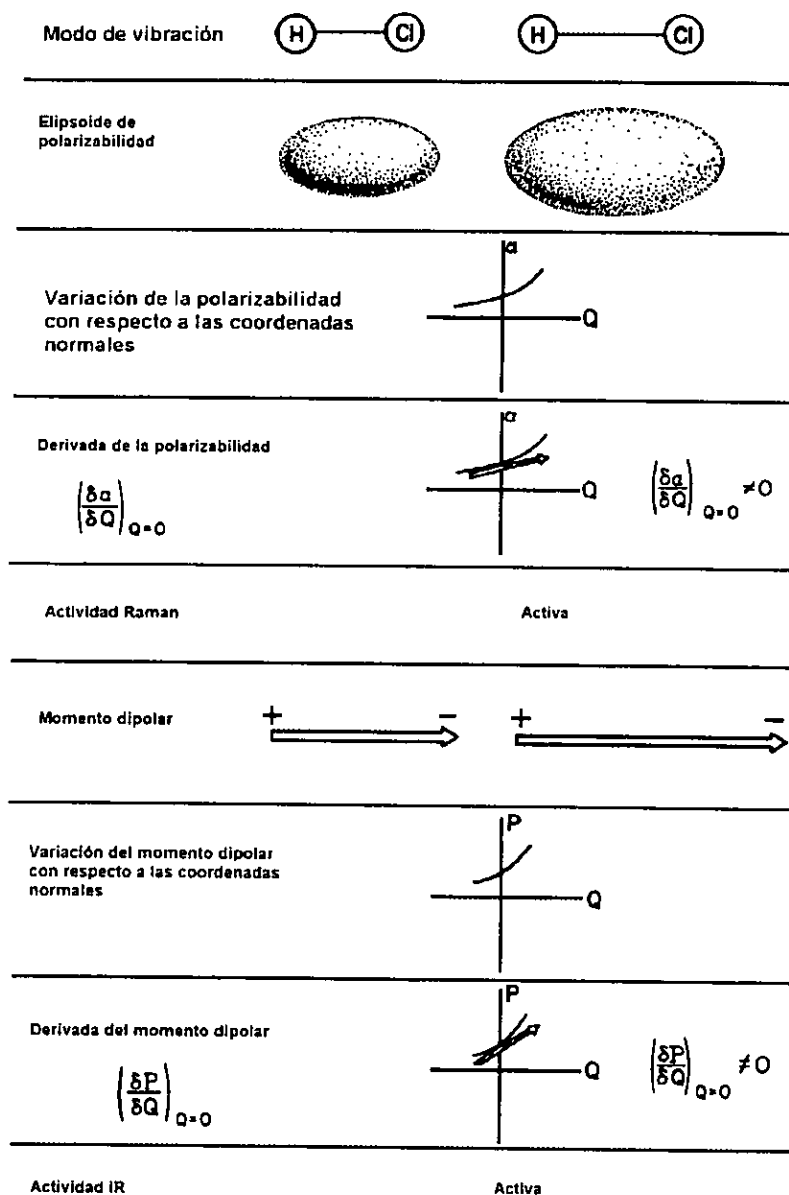 Modo de vibración H Cl H Cl
Elipsoide de
polarizabilidad
α
Variación de la polarizabilidad
con respecto a las coordenadas
normales
Q
α
Derivada de la polarizabilidad
(δα/δQ) Q=0
Q
(δα/δQ) Q=0 ≠0
Actividad Raman Activa
Momento dipolar + − + −
P
Variación del momento dipolar
con respecto a las coordenadas
normales
Q
P
Derivada del momento dipolar
(δP/δQ) Q=0
Q
(δP/δQ) Q=0 ≠0
Actividad IR Activa